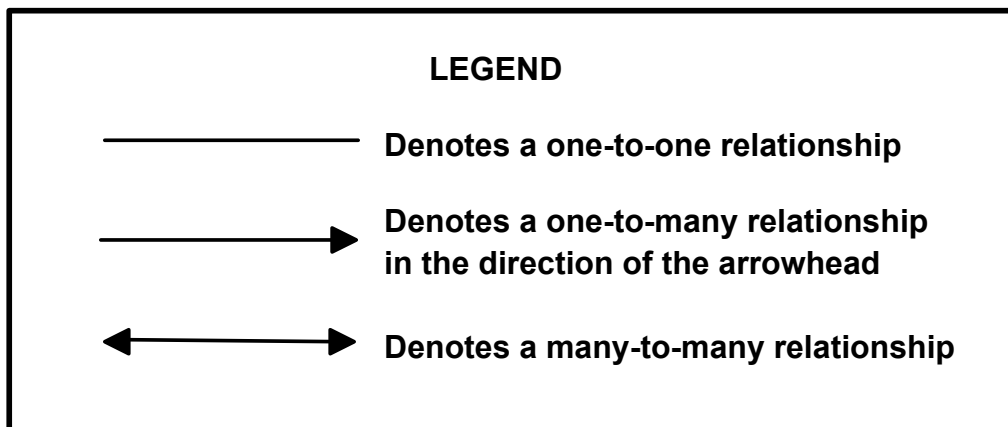 LEGEND
Denotes a one-to-one relationship
Denotes a one-to-many relationship
in the direction of the arrowhead
Denotes a many-to-many relationship